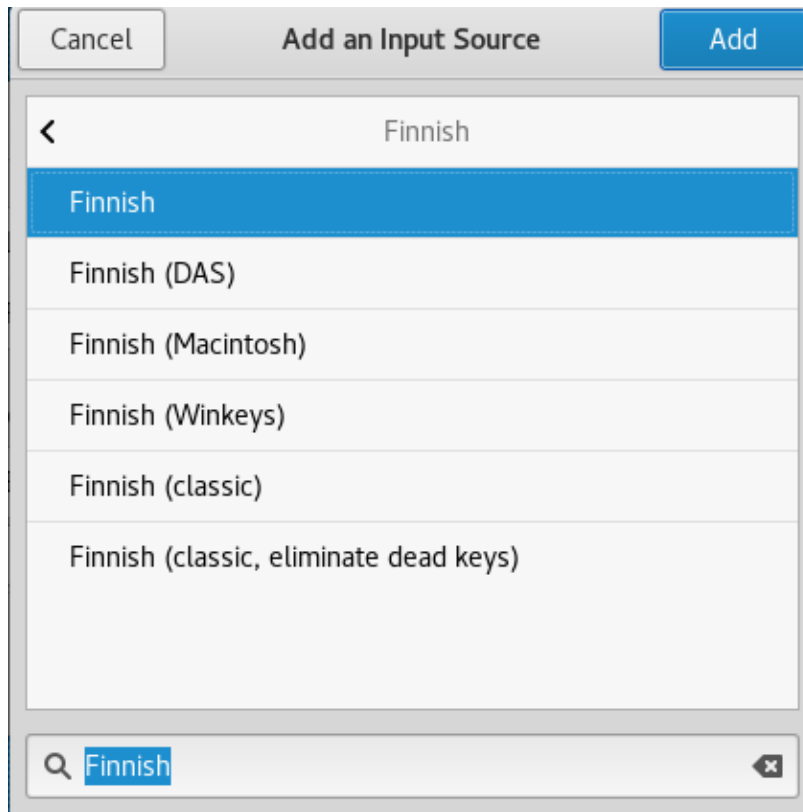 Cancel Add an Input Source Add
Finnish
Finnish
Finnish (DAS)
Finnish (Macintosh)
Finnish (Winkeys)
Finnish (classic)
Finnish (classic, eliminate dead keys)
Finnish